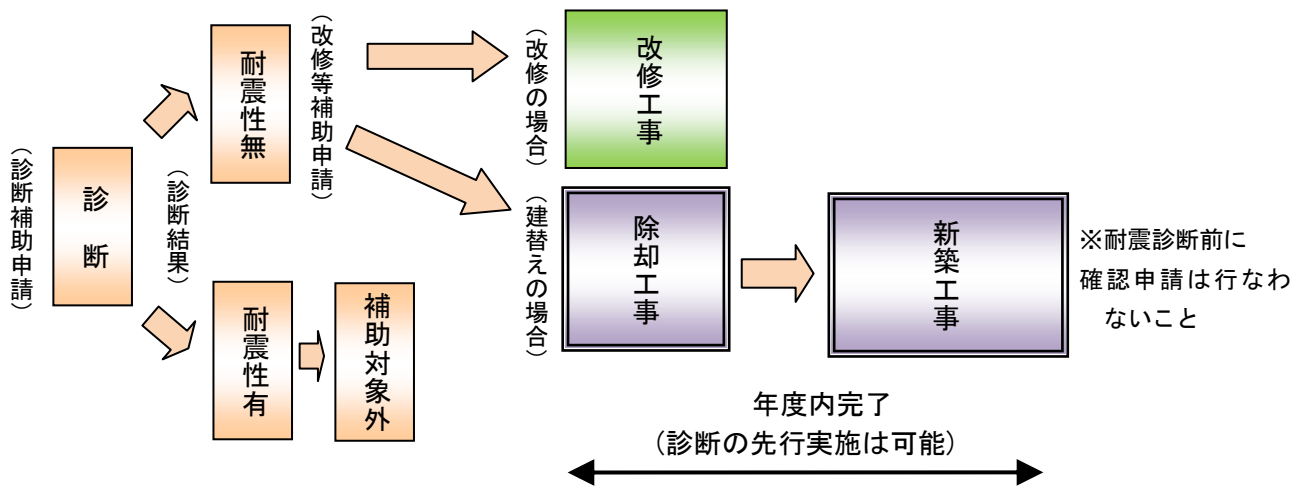 （診断補助申請）
診断
（診断結果）
耐震性無
（改修等補助申請）
（改修の場合）
改修工事
（建替えの場合）
除却工事
新築工事
※耐震診断前に
確認申請は行なわ
ないこと
耐震性有
補助対象外
年度内完了
（診断の先行実施は可能）